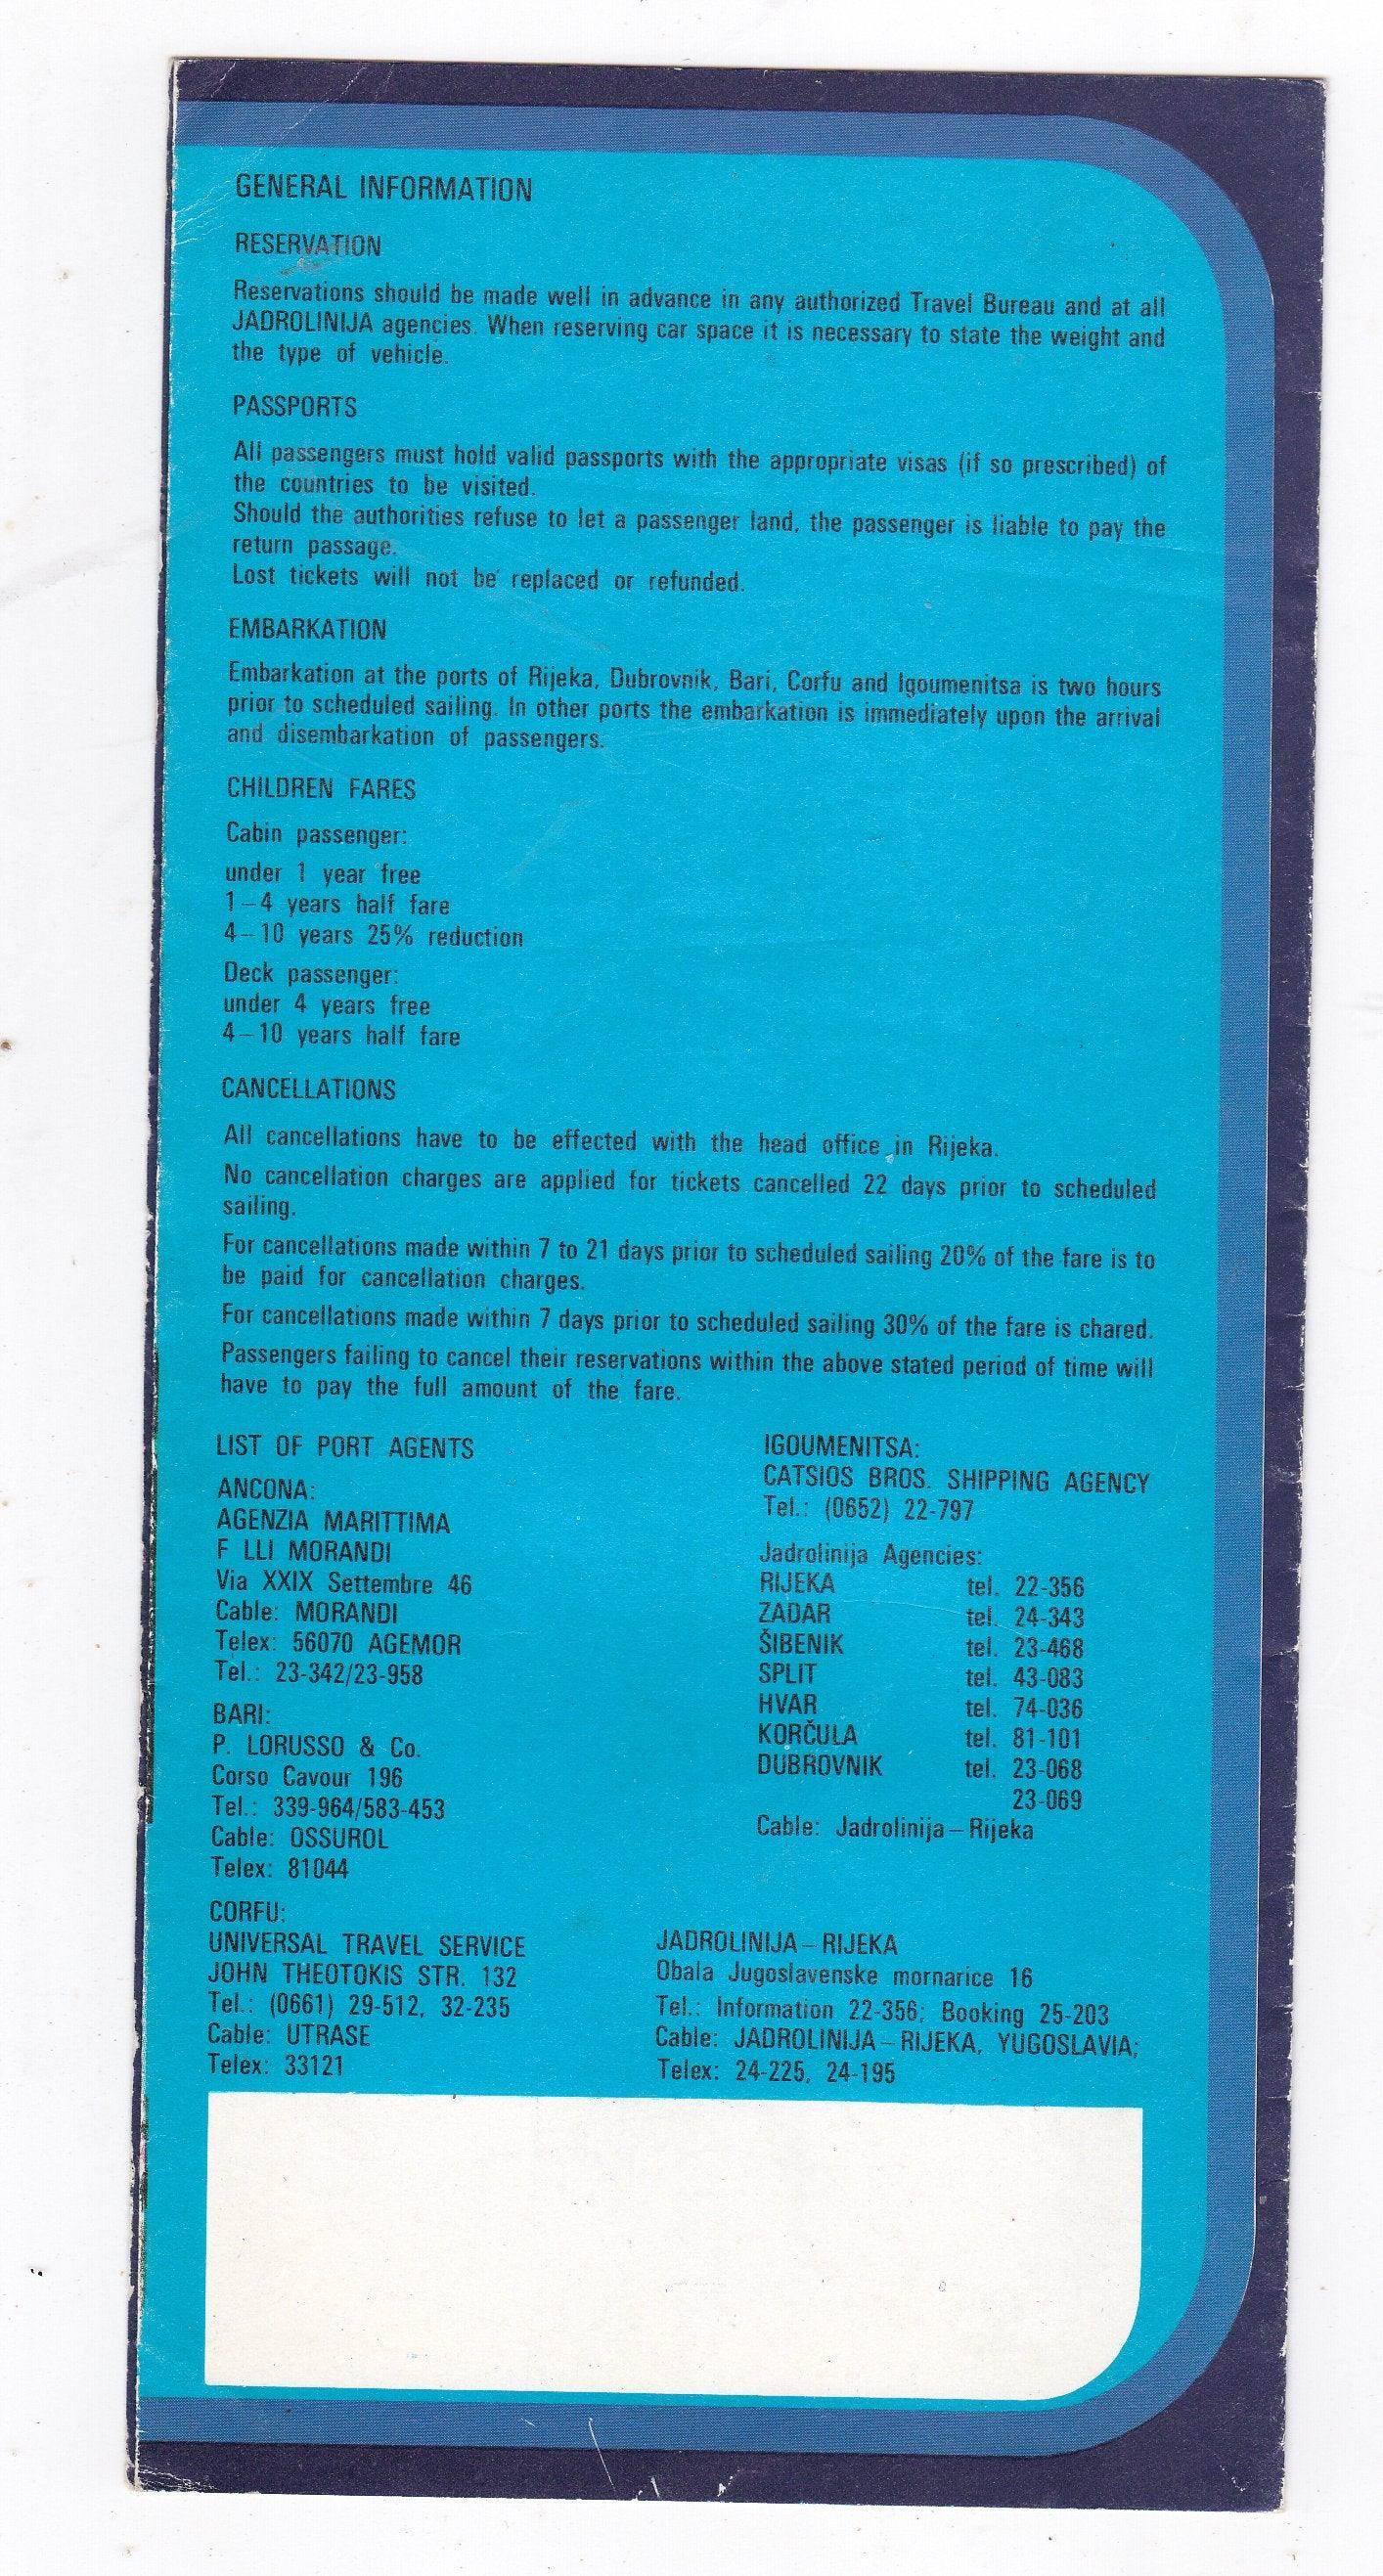 GENERAL INFORMATION
RESERVATION
Reservations should be made well in advance in any authorized Travel Bureau and at all
JADROLINIJA agencies. When reserving car space it is necessary to state the weight and
the type of vehicle.
PASSPORTS
All passengers must hold valid passports with the appropriate visas (if so prescribed) of
the countries to be visited.
Should the authorities refuse to let a passenger land, the passenger is liable to pay the
return passage.
Lost tickets will not be replaced or refunded.
EMBARKATION
Embarkation at the ports of Rijeka, Dubrovnik, Bari, Corfu and Igoumenitsa is two hours
prior to scheduled sailing. In other ports the embarkation is immediately upon the arrival
and disembarkation of passengers.
CHILDREN FARES
Cabin passenger:
under 1 year free
1–4 years half fare
4–10 years 25% reduction
Deck passenger:
under 4 years free
4–10 years half fare
CANCELLATIONS
All cancellations have to be effected with the head office in Rijeka.
No cancellation charges are applied for tickets cancelled 22 days prior to scheduled
sailing.
For cancellations made within 7 to 21 days prior to scheduled sailing 20% of the fare is to
be paid for cancellation charges.
For cancellations made within 7 days prior to scheduled sailing 30% of the fare is chared.
Passengers failing to cancel their reservations within the above stated period of time will
have to pay the full amount of the fare.
LIST OF PORT AGENTS
ANCONA:
AGENZIA MARITTIMA
F LLI MORANDI
Via XXIX Settembre 46
Cable: MORANDI
Telex: 56070 AGEMOR
Tel.: 23-342/23-958
BARI:
P. LORUSSO & Co.
Corso Cavour 196
Tel.: 339-964/583-453
Cable: OSSUROL
Telex: 81044
CORFU:
UNIVERSAL TRAVEL SERVICE
JOHN THEOTOKIS STR. 132
Tel.: (0661) 29-512, 32-235
Cable: UTRASE
Telex: 33121
IGOUMENITSA:
CATSIOS BROS. SHIPPING AGENCY
Tel.: (0652) 22-797
Jadrolinija Agencies:
RIJEKA tel. 22-356
ZADAR tel. 24-343
ŠIBENIK tel. 23-468
SPLIT tel. 43-083
HVAR tel. 74-036
KORČULA tel. 81-101
DUBROVNIK tel. 23-068
23-069
Cable: Jadrolinija–Rijeka
JADROLINIJA–RIJEKA
Obala Jugoslavenske mornarice 16
Tel.: Information 22-356; Booking 25-203
Cable: JADROLINIJA–RIJEKA, YUGOSLAVIA;
Telex: 24-225, 24-195